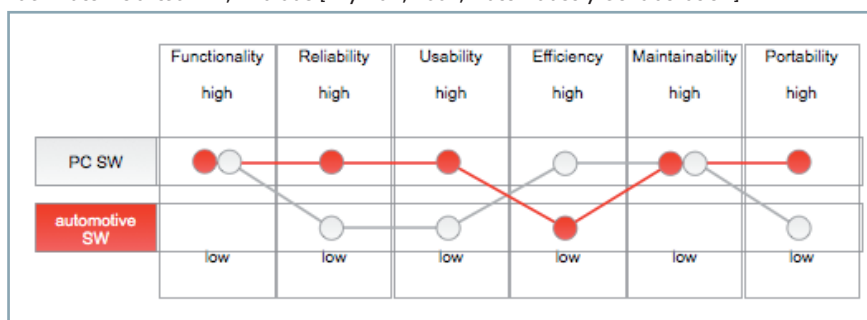 Functionality Reliability Usability Efficiency Maintainability Portability
high high high high high high
PC SW
automotive
SW
low low low low low low